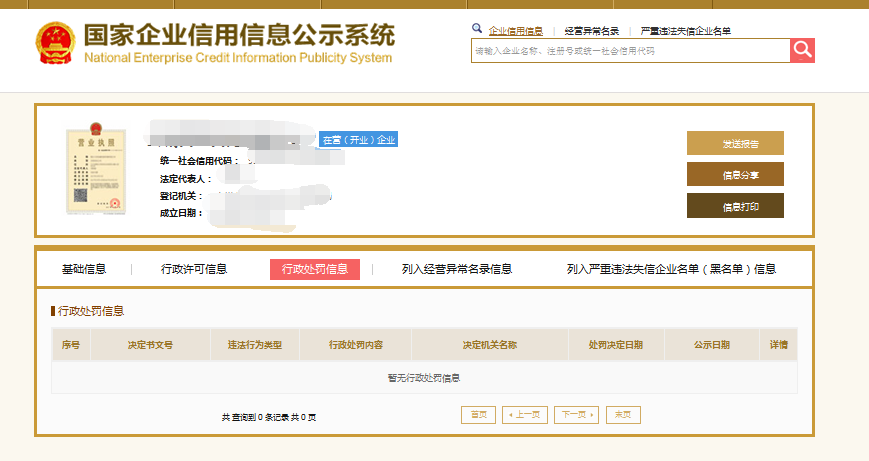 国家企业信用信息公示系统
National Enterprise Credit Information Publicity System
企业信用信息 | 经营异常名录 | 严重违法失信企业名单
请输入企业名称、注册号或统一社会信用代码
营业执照
在营（开业）企业
统一社会信用代码：
法定代表人：
登记机关：
成立日期：
发送报告
信息分享
信息打印
基础信息 | 行政许可信息 行政处罚信息 | 列入经营异常名录信息 列入严重违法失信企业名单（黑名单）信息
行政处罚信息
序号 决定书文号 违法行为类型 行政处罚内容 决定机关名称 处罚决定日期 公示日期 详情
暂无行政处罚信息
共 查询到 0 条记录 共 0 页 首页 上一页 下一页 末页